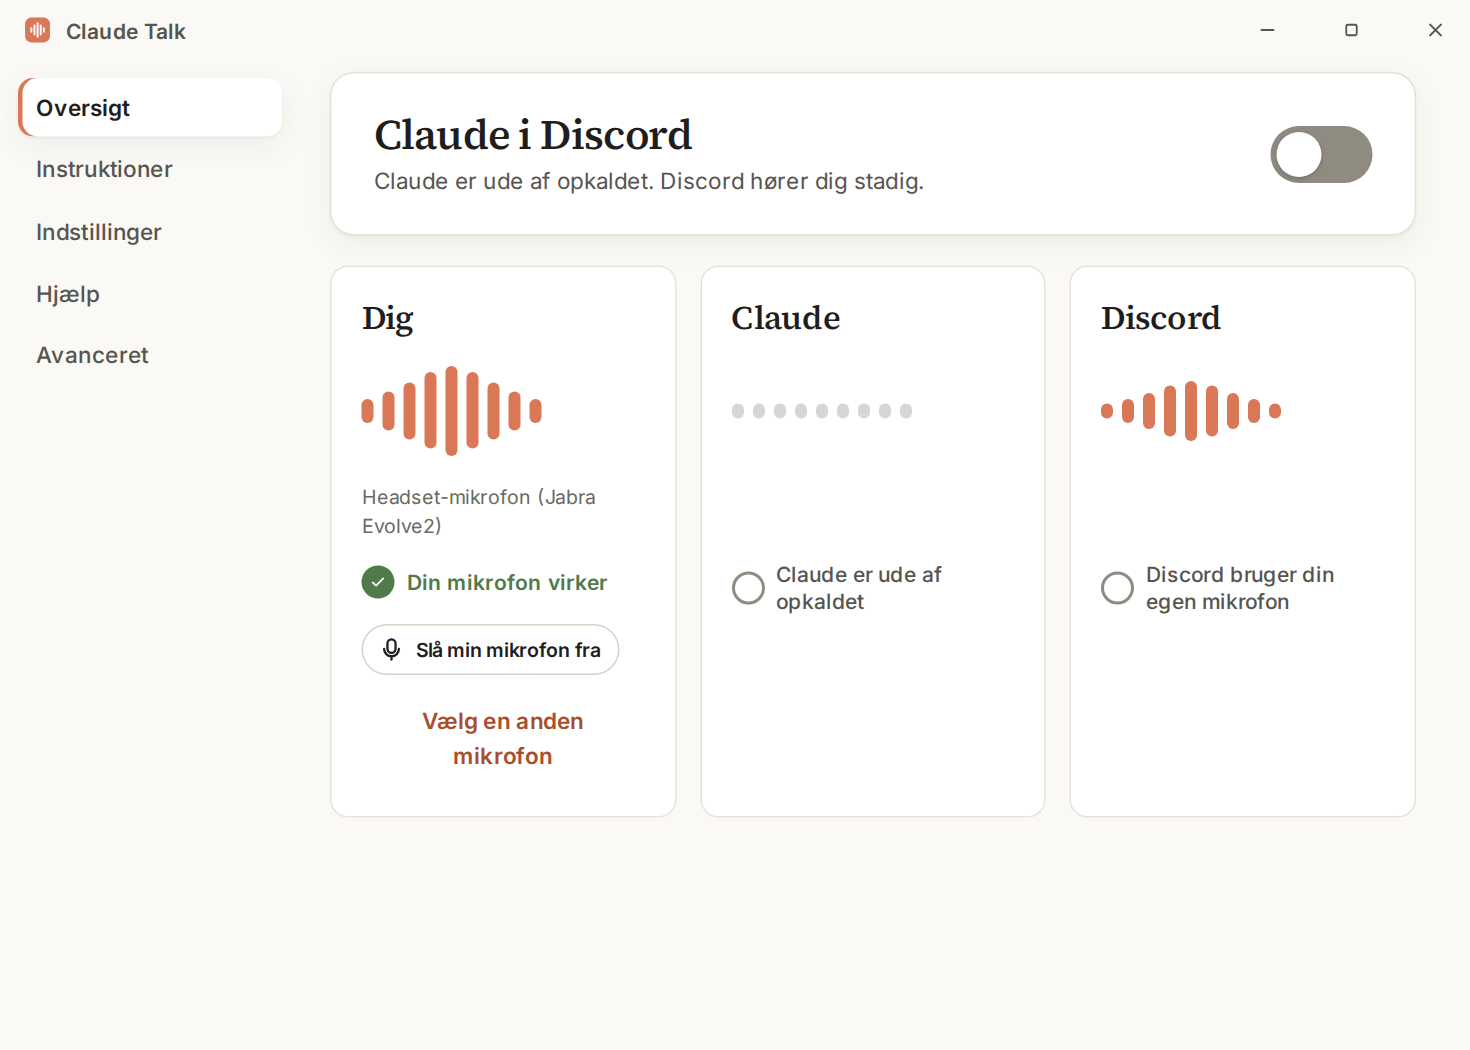 Claude Talk
Oversigt
Instruktioner
Indstillinger
Hjælp
Avanceret
Claude i Discord
Claude er ude af opkaldet. Discord hører dig stadig.
Dig
Headset-mikrofon (Jabra
Evolve2)
Din mikrofon virker
Slå min mikrofon fra
Vælg en anden
mikrofon
Claude
Claude er ude af
opkaldet
Discord
Discord bruger din
egen mikrofon